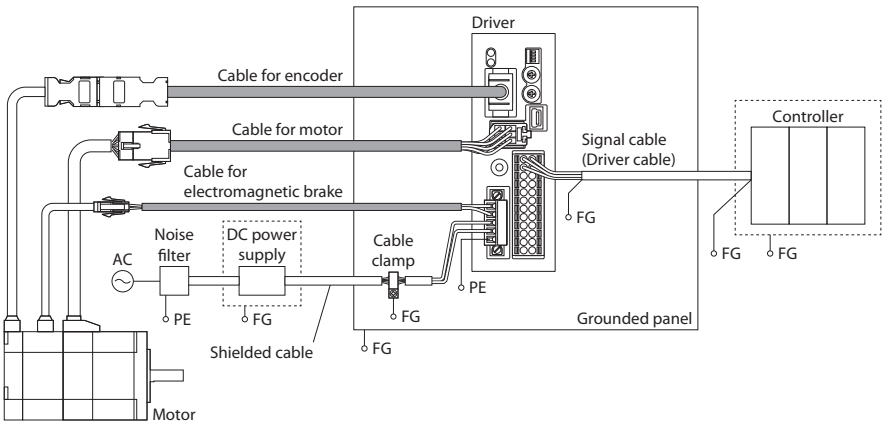 Driver
Cable for encoder
Cable for motor
Cable for
electromagnetic brake
Signal cable
(Driver cable)
Controller
FG
FG
FG
AC
Noise
filter
DC power
supply
Cable
clamp
PE
PE
FG
FG
Grounded panel
Shielded cable
FG
Motor